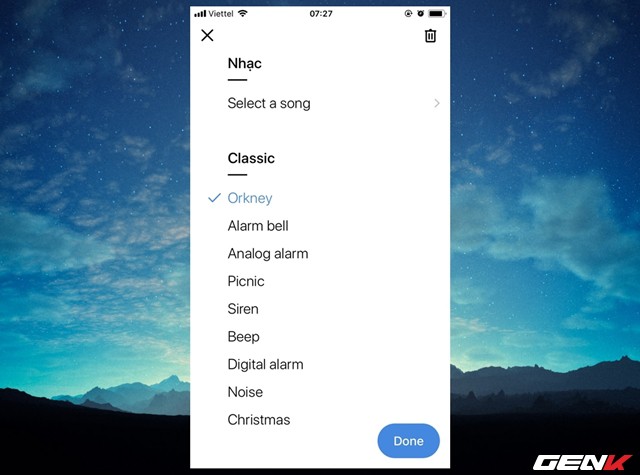 Viettel 07:27
Nhạc
Select a song
Classic
Orkney
Alarm bell
Analog alarm
Picnic
Siren
Beep
Digital alarm
Noise
Christmas
Done
GENK